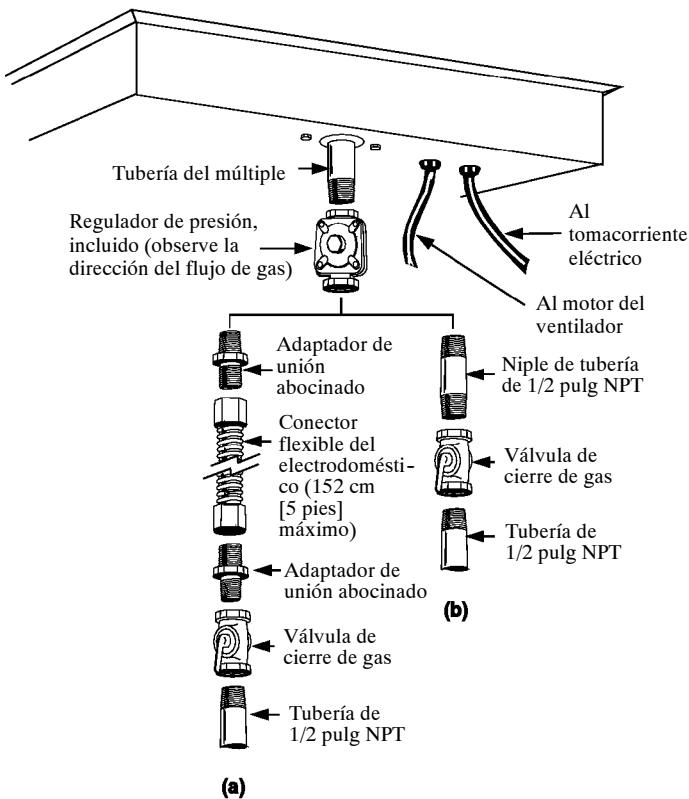 Tubería del múltiple
Regulador de presión,
incluido (observe la
dirección del flujo de gas)
Al
tomacorriente
eléctrico
Al motor del
ventilador
Adaptador de
unión
abocinado
Conector
flexible del
electrodomésti-
co (152 cm
[5 pies]
máximo)
Adaptador de
unión abocinado
Válvula de
cierre de gas
Tubería de
1/2 pulg NPT
(a)
Niple de tubería
de 1/2 pulg NPT
Válvula de
cierre de gas
Tubería de
1/2 pulg NPT
(b)